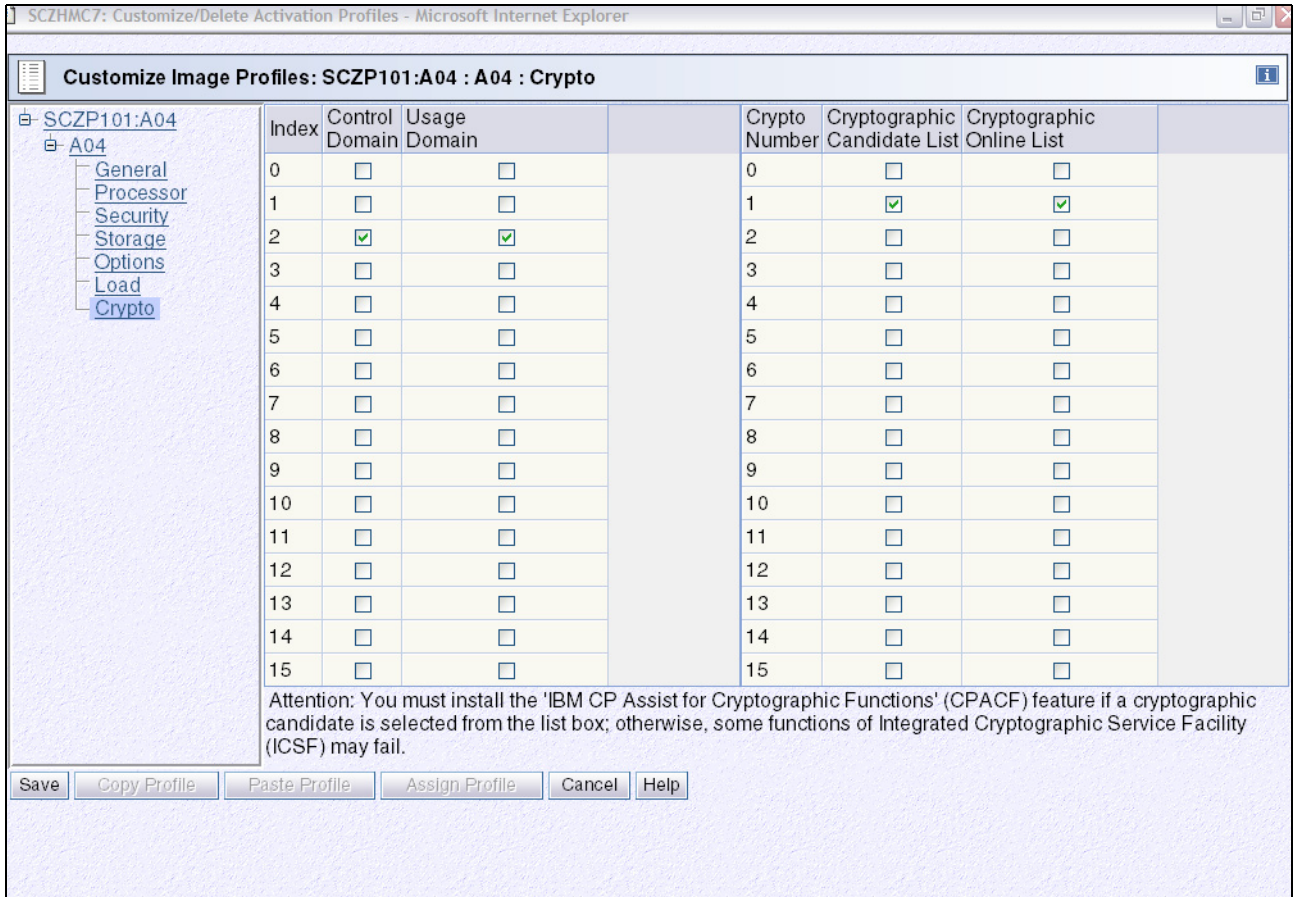 SCZHMC7: Customize/Delete Activation Profiles - Microsoft Internet Explorer
Customize Image Profiles: SCZP101:A04 : A04 : Crypto
i
SCZP101:A04
A04
General
Processor
Security
Storage
Options
Load
Crypto
Index Control Domain Usage Domain
0
1
2
3
4
5
6
7
8
9
10
11
12
13
14
15
Crypto Number Cryptographic Candidate List Cryptographic Online List
0
1
2
3
4
5
6
7
8
9
10
11
12
13
14
15
Attention: You must install the 'IBM CP Assist for Cryptographic Functions' (CPACF) feature if a cryptographic
candidate is selected from the list box; otherwise, some functions of Integrated Cryptographic Service Facility
(ICSF) may fail.
Save Copy Profile Paste Profile Assign Profile Cancel Help